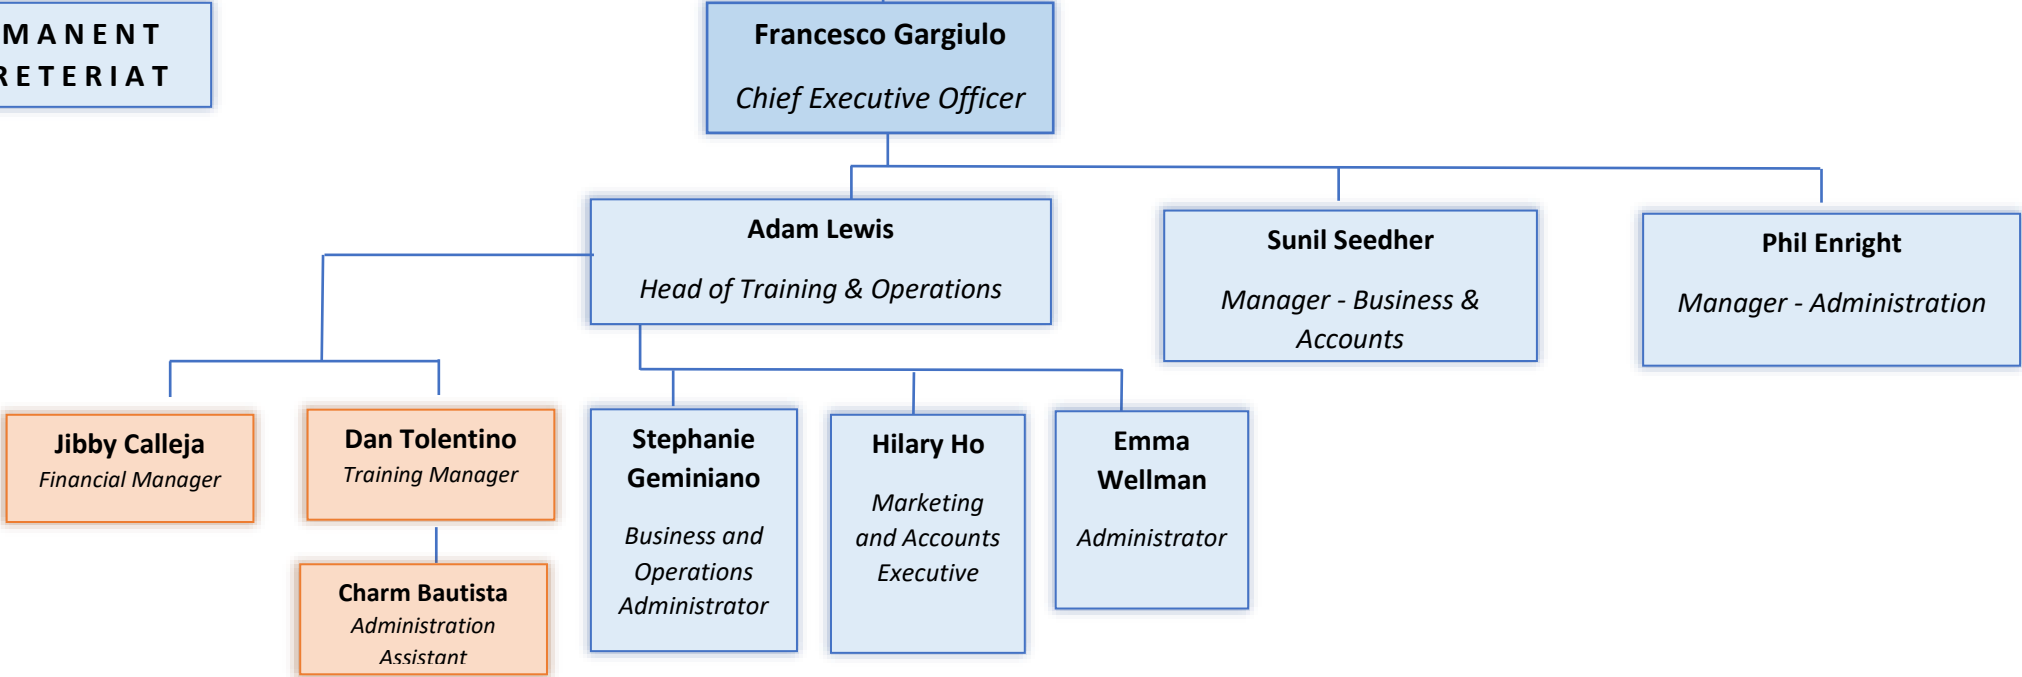 MANENT
RETERIAT
Francesco Gargiulo
Chief Executive Officer
Adam Lewis
Head of Training & Operations
Sunil Seedher
Manager - Business &
Accounts
Phil Enright
Manager - Administration
Jibby Calleja
Financial Manager
Dan Tolentino
Training Manager
Charm Bautista
Administration
Assistant
Stephanie
Geminiano
Business and
Operations
Administrator
Hilary Ho
Marketing
and Accounts
Executive
Emma
Wellman
Administrator